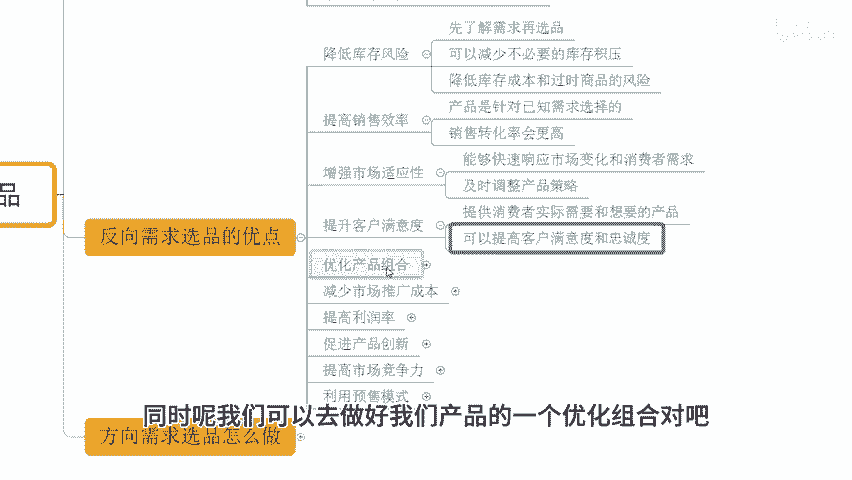 先了解需求再选品
降低库存风险
可以减少不必要的库存积压
降低库存成本和过时商品的风险
产品是针对已知需求选择的
提高销售效率
销售转化率会更高
能够快速响应市场变化和消费者需求
增强市场适应性
及时调整产品策略
品
提供消费者实际需要和想要的产品
提升客户满意度
反向需求选品的优点
可以提高客户满意度和忠诚度
优化产品组合
减少市场推广成本
提高利润率
促进产品创新
提高市场竞争力
利用预售模式
同时呢我们可以去做好我们产品的一个优化组合对吧
方向需求选品怎么做